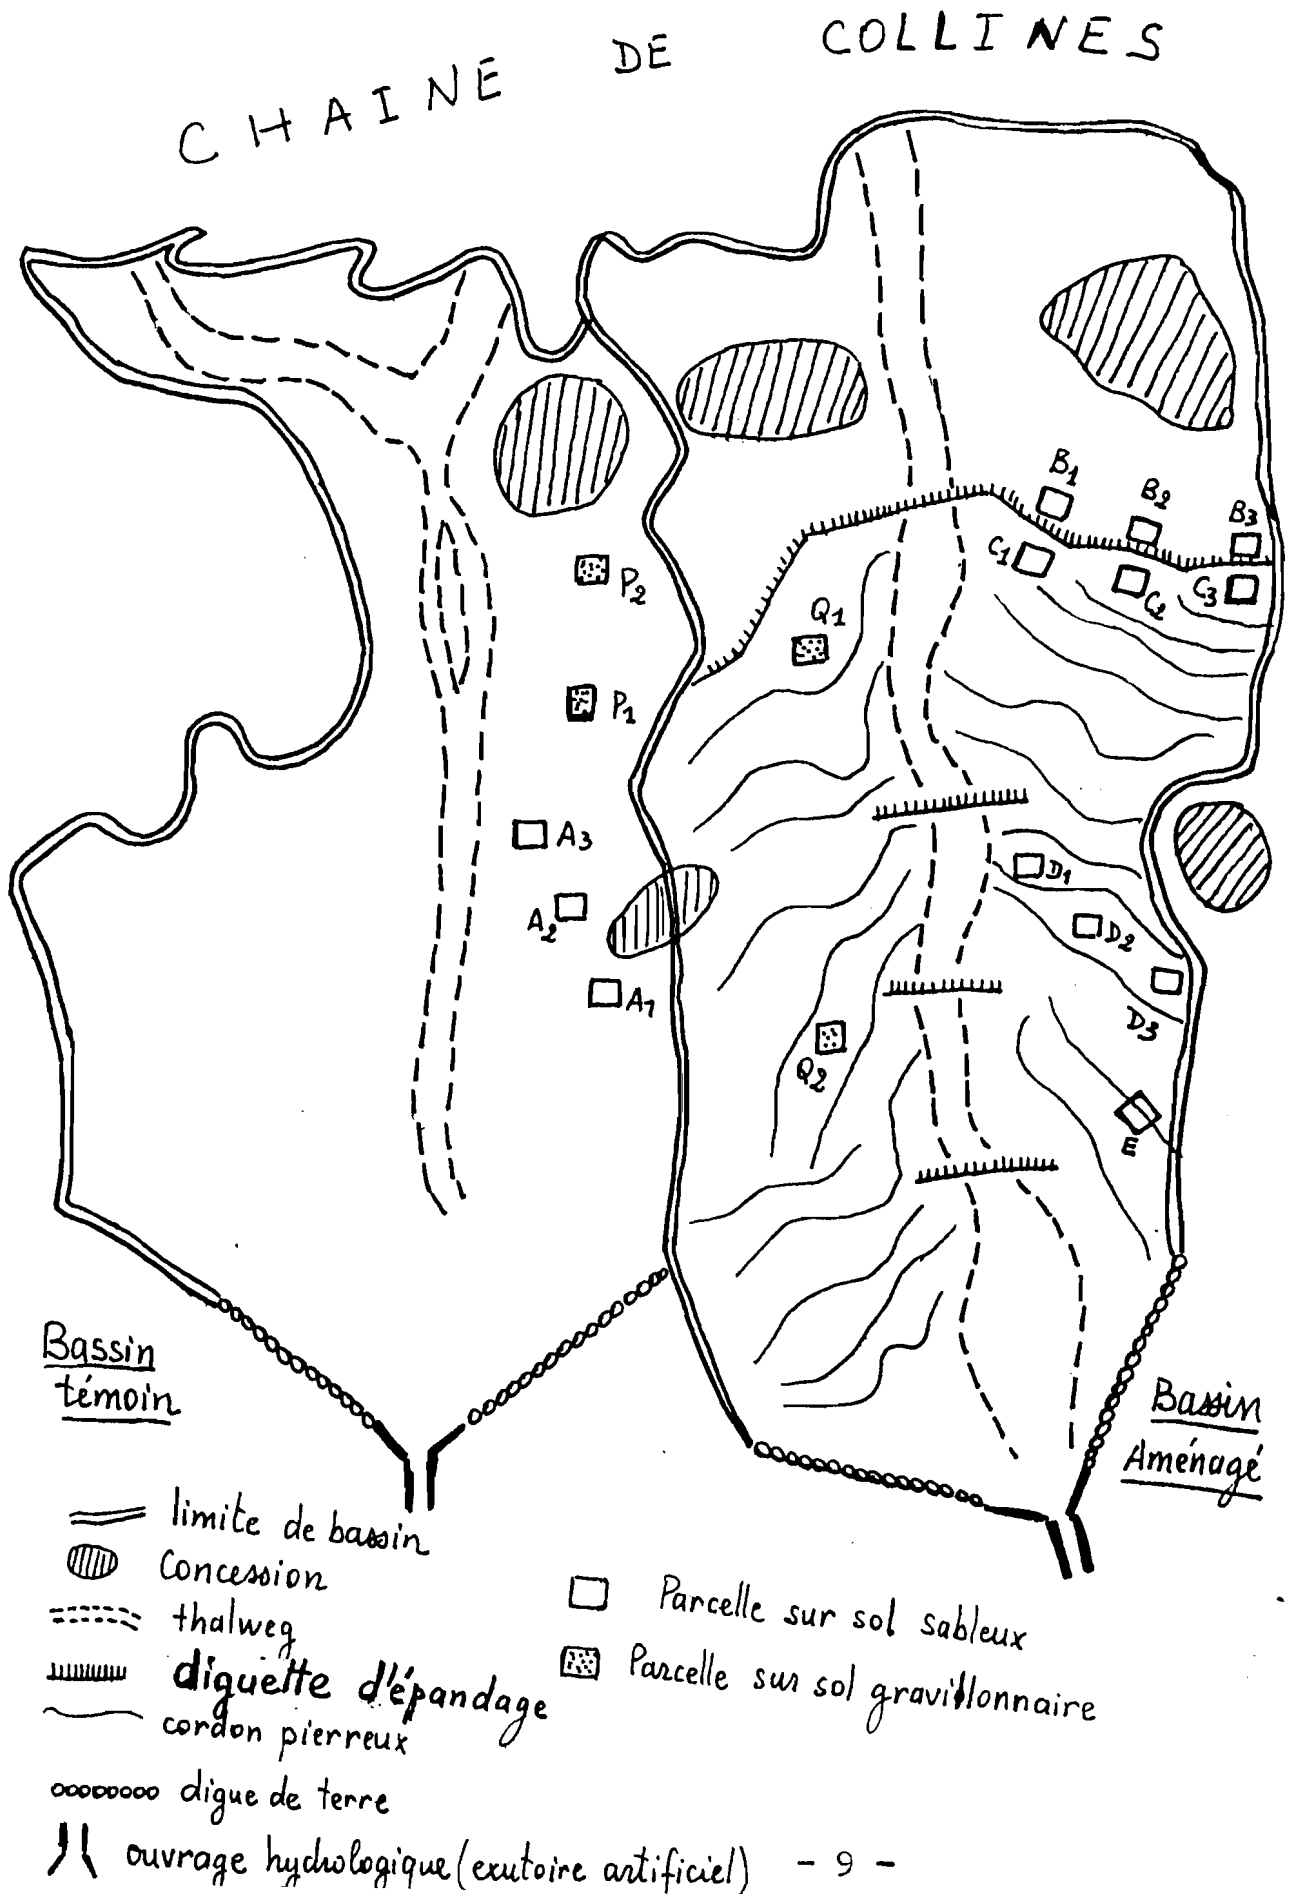 CHAINE DE COLLINES
B1
B2
B3
C1
C2
C3
P2
Q1
P1
A3
D1
A2
D2
A1
D3
Q2
E
Bassin
témoin
Bassin
Aménagé
limite de bassin
Concession
thalweg
diguette d'épandage
cordon pierreux
digue de terre
ouvrage hydrologique (exutoire artificiel)
Parcelle sur sol sableux
Parcelle sur sol gravillonnaire
- 9 -